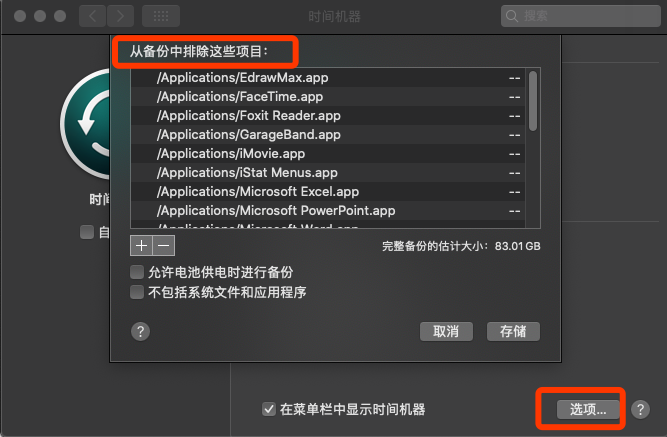 时间机器
搜索
从备份中排除这些项目：
/Applications/EdrawMax.app --
/Applications/FaceTime.app --
/Applications/Foxit Reader.app --
/Applications/GarageBand.app --
/Applications/iMovie.app --
/Applications/iStat Menus.app --
/Applications/Microsoft Excel.app --
/Applications/Microsoft PowerPoint.app --
/Applications/Microsoft Word.app --
时间
自
+ − 完整备份的估计大小：83.01 GB
允许电池供电时进行备份
不包括系统文件和应用程序
? 取消 存储
在菜单栏中显示时间机器 选项... ?